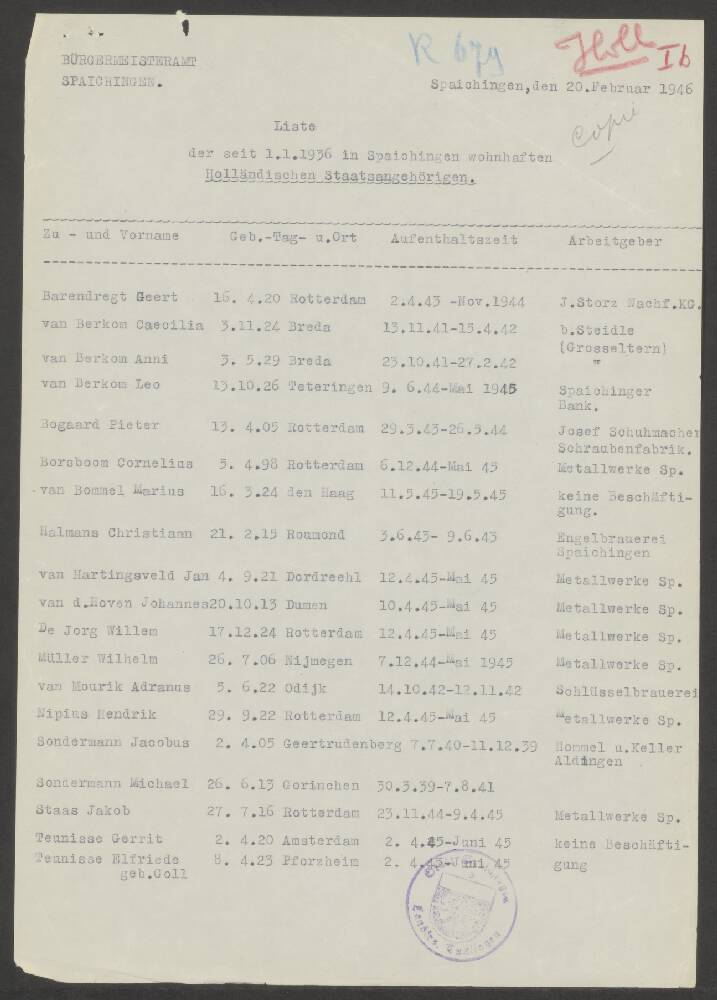 R 679
Holl
Ib
BÜRGERMEISTERAMT
SPAICHINGEN.
Spaichingen,den 20.Februar 1946
copie
Liste
der seit 1.1.1936 in Spaichingen wohnhaften
Holländischen Staatsangehörigen.
Zu - und Vorname Geb.-Tag- u.Ort Aufenthaltszeit Arbeitgeber
Barendregt Geert 16. 4.20 Rotterdam 2.4.43 -Nov.1944 J.Storz Nachf.KG.
van Berkom Caecilia 3.11.24 Breda 13.11.41-15.4.42 b.Steidle
(Grosseltern)
van Berkom Anni 3. 5.29 Breda 23.10.41-27.2.42 "
van Berkom Leo 13.10.26 Teteringen 9. 6.44-Mai 1945 Spaichinger
Bank.
Bogaard Pieter 13. 4.05 Rotterdam 29.3.43-26.5.44 Josef Schuhmacher
Schraubenfabrik.
Borsboom Cornelius 5. 4.98 Rotterdam 6.12.44-Mai 45 Metallwerke Sp.
van Bommel Marius 16. 3.24 den Haag 11.5.45-19.5.45 keine Beschäfti-
gung.
Halmans Christiaan 21. 2.15 Roumond 3.6.43- 9.6.43 Engelbrauerei
Spaichingen
van Hartingsveld Jan 4. 9.21 Dordreehl 12.4.45-Mai 45 Metallwerke Sp.
van d.Hoven Johannes20.10.13 Dumen 10.4.45-Mai 45 Metallwerke Sp.
De Jorg Willem 17.12.24 Rotterdam 12.4.45-Mai 45 Metallwerke Sp.
Müller Wilhelm 26. 7.06 Nijmegen 7.12.44-Mai 1945 Metallwerke Sp.
van Mourik Adranus 5. 6.22 Odijk 14.10.42-12.11.42 Schlüsselbrauerei
Nipius Hendrik 29. 9.22 Rotterdam 12.4.45-Mai 45 Metallwerke Sp.
Sondermann Jacobus 2. 4.05 Geertrudenberg 7.7.40-11.12.39 Hommel u.Keller
Aldingen
Sondermann Michael 26. 6.13 Gorinchen 30.3.39-7.8.41
Staas Jakob 27. 7.16 Rotterdam 23.11.44-9.4.45 Metallwerke Sp.
Teunisse Gerrit 2. 4.20 Amsterdam 2. 4.45-Juni 45 keine Beschäfti-
Teunisse Elfriede 8. 4.23 Pforzheim 2. 4.45-Juni 45 gung
geb.Goll